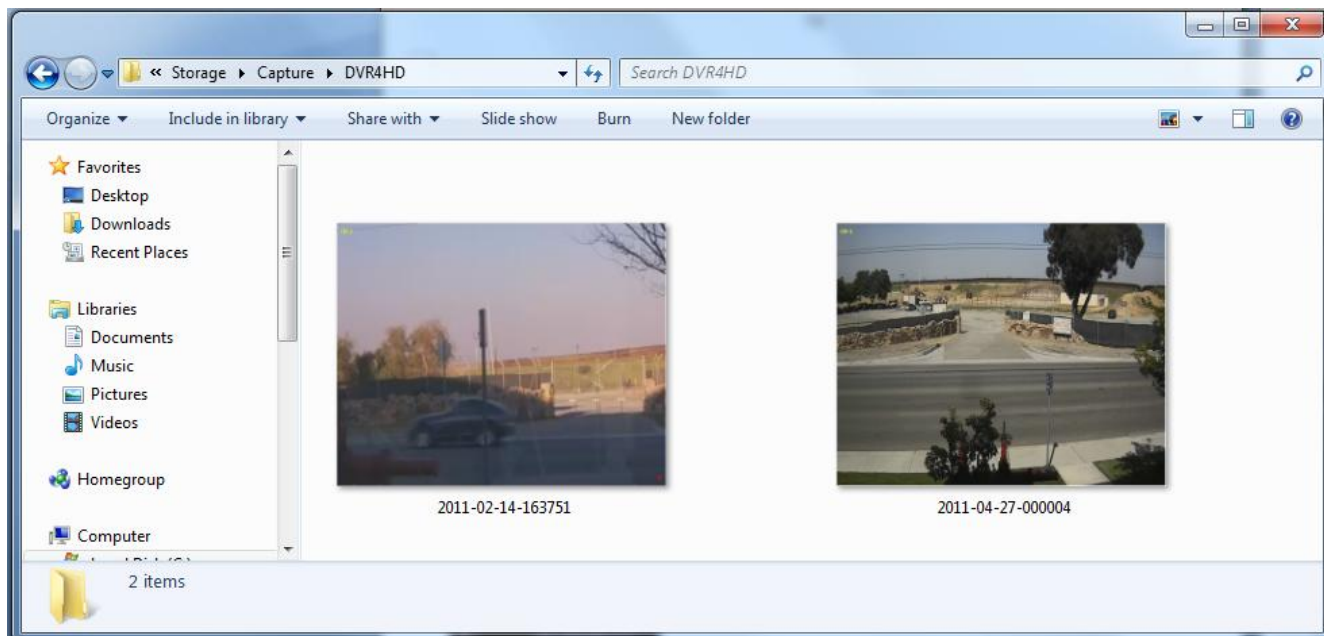 « Storage ▸ Capture ▸ DVR4HD
Search DVR4HD
Organize Include in library Share with Slide show Burn New folder
Favorites
Desktop
Downloads
Recent Places
Libraries
Documents
Music
Pictures
Videos
Homegroup
Computer
2011-02-14-163751
2011-04-27-000004
2 items